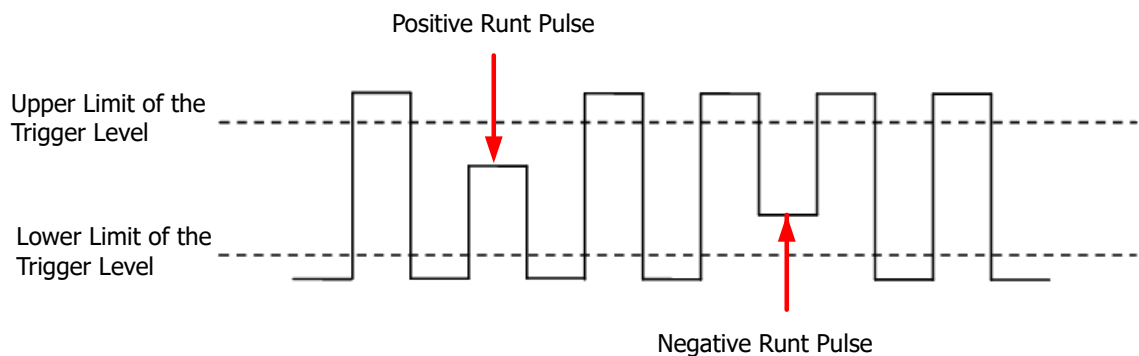 Positive Runt Pulse
Upper Limit of the
Trigger Level
Lower Limit of the
Trigger Level
Negative Runt Pulse